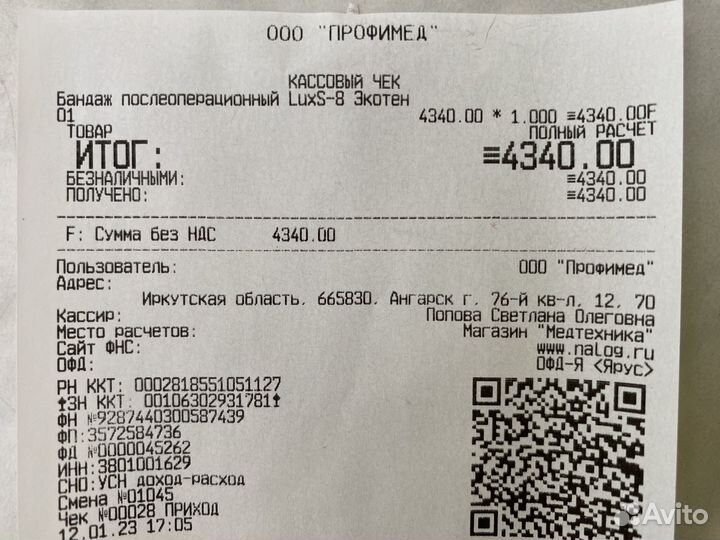 ООО "ПРОФИМЕД"
КАССОВЫЙ ЧЕК
Бандаж послеоперационный LuxS-8 Экотен
01 4340.00 * 1.000 ≡4340.00F
ТОВАР ПОЛНЫЙ РАСЧЕТ
ИТОГ: ≡4340.00
БЕЗНАЛИЧНЫМИ: ≡4340.00
ПОЛУЧЕНО: ≡4340.00
F: Сумма без НДС 4340.00
Пользователь: ООО "Профимед"
Адрес:
Иркутская область, 665830, Ангарск г, 76-й кв-л, 12, 70
Кассир: Попова Светлана Олеговна
Место расчетов: Магазин "Медтехника"
Сайт ФНС: www.nalog.ru
ОФД: ОФД-Я <Ярус>
РН ККТ: 0002818551051127
ЗН ККТ: 00106302931781
ФН №9287440300587439
ФП:3572584736
ФД №0000045262
ИНН:3801001629
СНО:УСН доход-расход
Смена №01045
Чек №00028 ПРИХОД
12.01.23 17:05
Avito